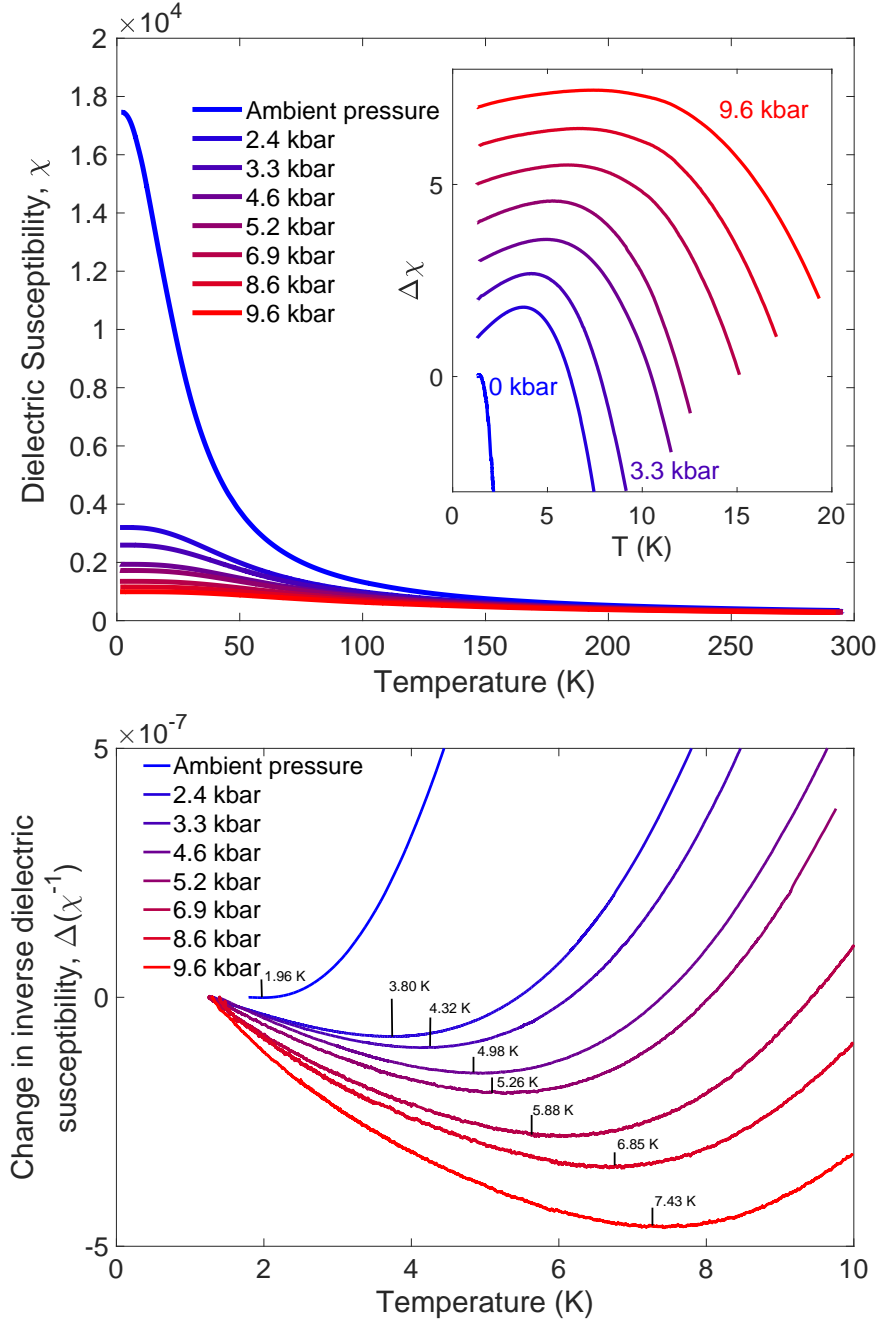 ×10⁴
2
1.8
1.6
1.4
1.2
1
0.8
0.6
0.4
0.2
0
Dielectric Susceptibility, χ
Ambient pressure
2.4 kbar
3.3 kbar
4.6 kbar
5.2 kbar
6.9 kbar
8.6 kbar
9.6 kbar
9.6 kbar
0 kbar
3.3 kbar
5
0
Δχ
0 5 10 15 20
T (K)
0 50 100 150 200 250 300
Temperature (K)
×10⁻⁷
5
0
-5
Change in inverse dielectric
susceptibility, Δ(χ⁻¹)
Ambient pressure
2.4 kbar
3.3 kbar
4.6 kbar
5.2 kbar
6.9 kbar
8.6 kbar
9.6 kbar
1.96 K
3.80 K
4.32 K
4.98 K
5.26 K
5.88 K
6.85 K
7.43 K
0 2 4 6 8 10
Temperature (K)